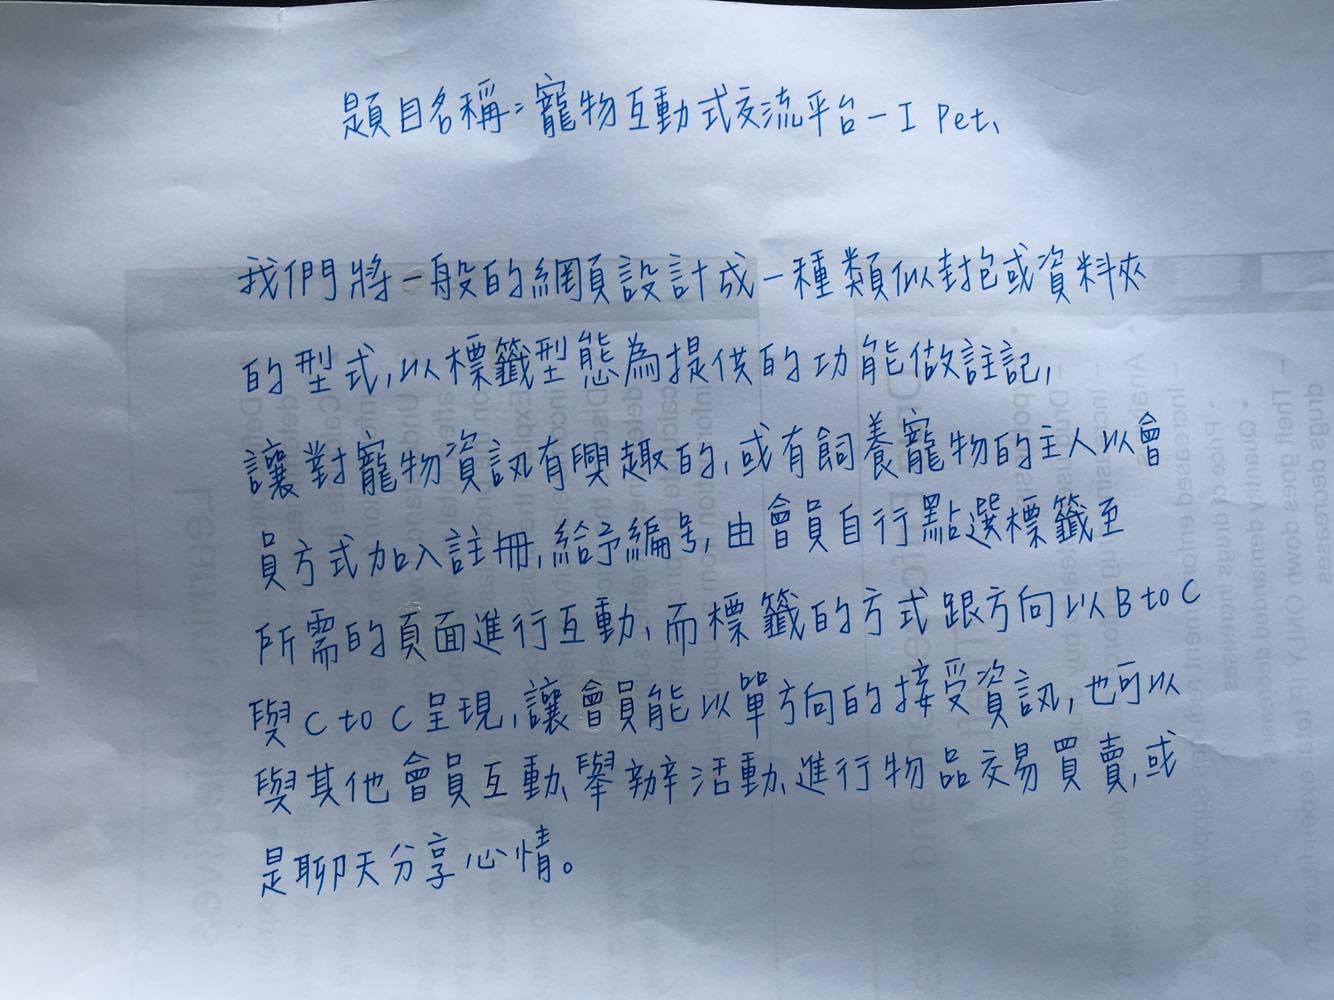 題目名稱:寵物互動式交流平台－I Pet、
我們將一般的網頁設計成一種類似封包或資料夾
的型式,以標籤型態為提供的功能做註記,
讓對寵物資訊有興趣的,或有飼養寵物的主人以會
員方式加入註冊,給予編号,由會員自行點選標籤至
所需的頁面進行互動、而標籤的方式跟方向以B to C
與C to C呈現,讓會員能以單方向的接受資訊,也可以
與其他會員互動、舉辦活動、進行物品交易買賣,或
是聊天分享心情。